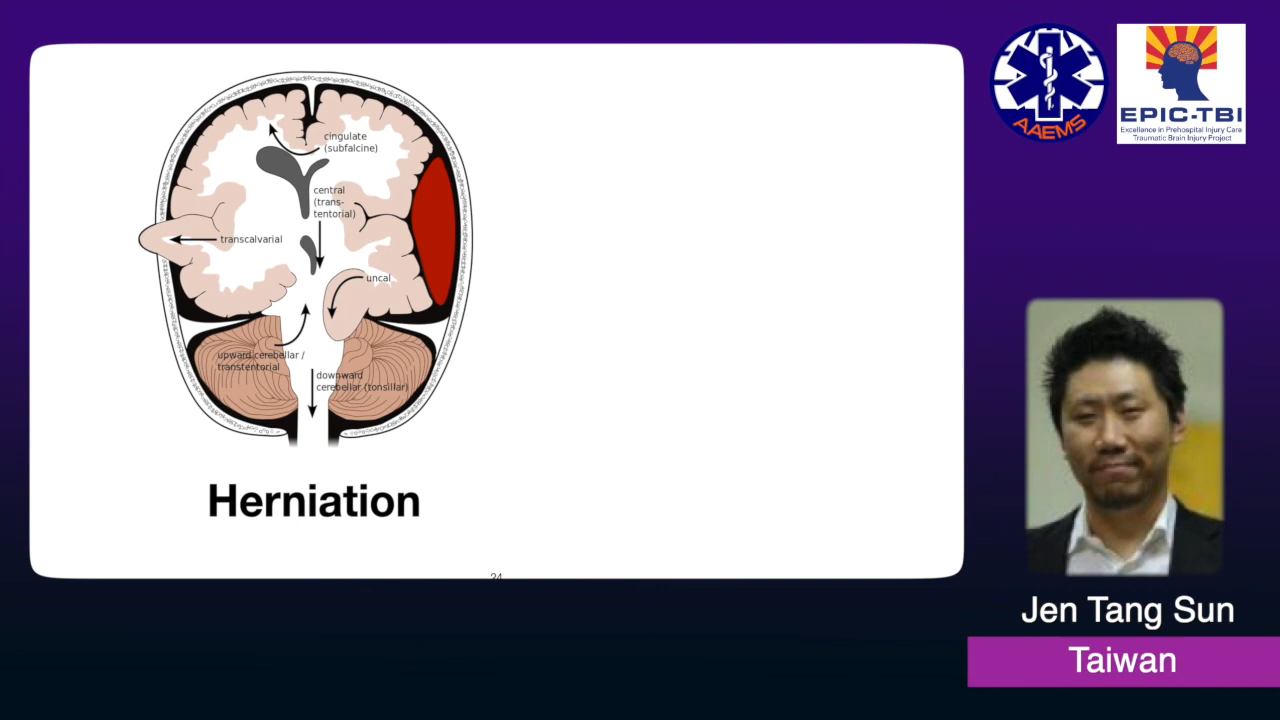 cingulate
(subfalcine)
central
(trans-
tentorial)
transcalvarial
uncal
upward cerebellar /
transtentorial
downward
cerebellar (tonsillar)
Herniation
24
AAEMS
EPIC-TBI
Excellence in Prehospital Injury Care
Traumatic Brain Injury Project
Jen Tang Sun
Taiwan